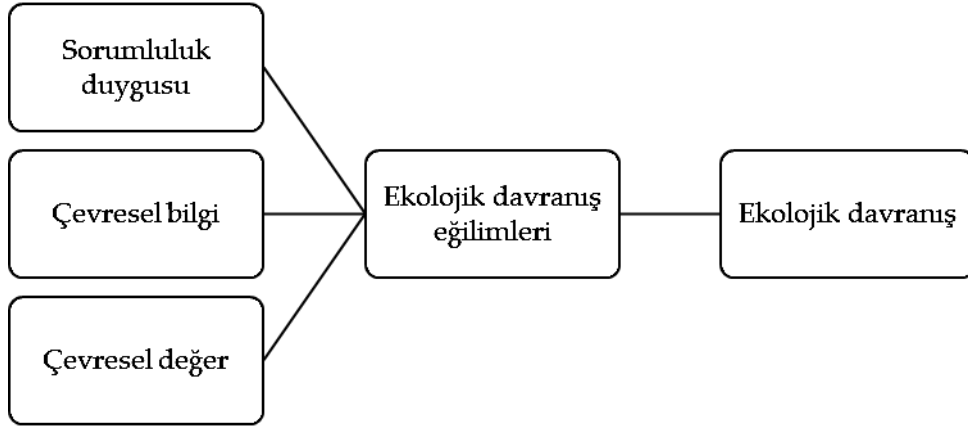 Sorumluluk
duygusu
Çevresel bilgi
Çevresel değer
Ekolojik davranış
eğilimleri
Ekolojik davranış